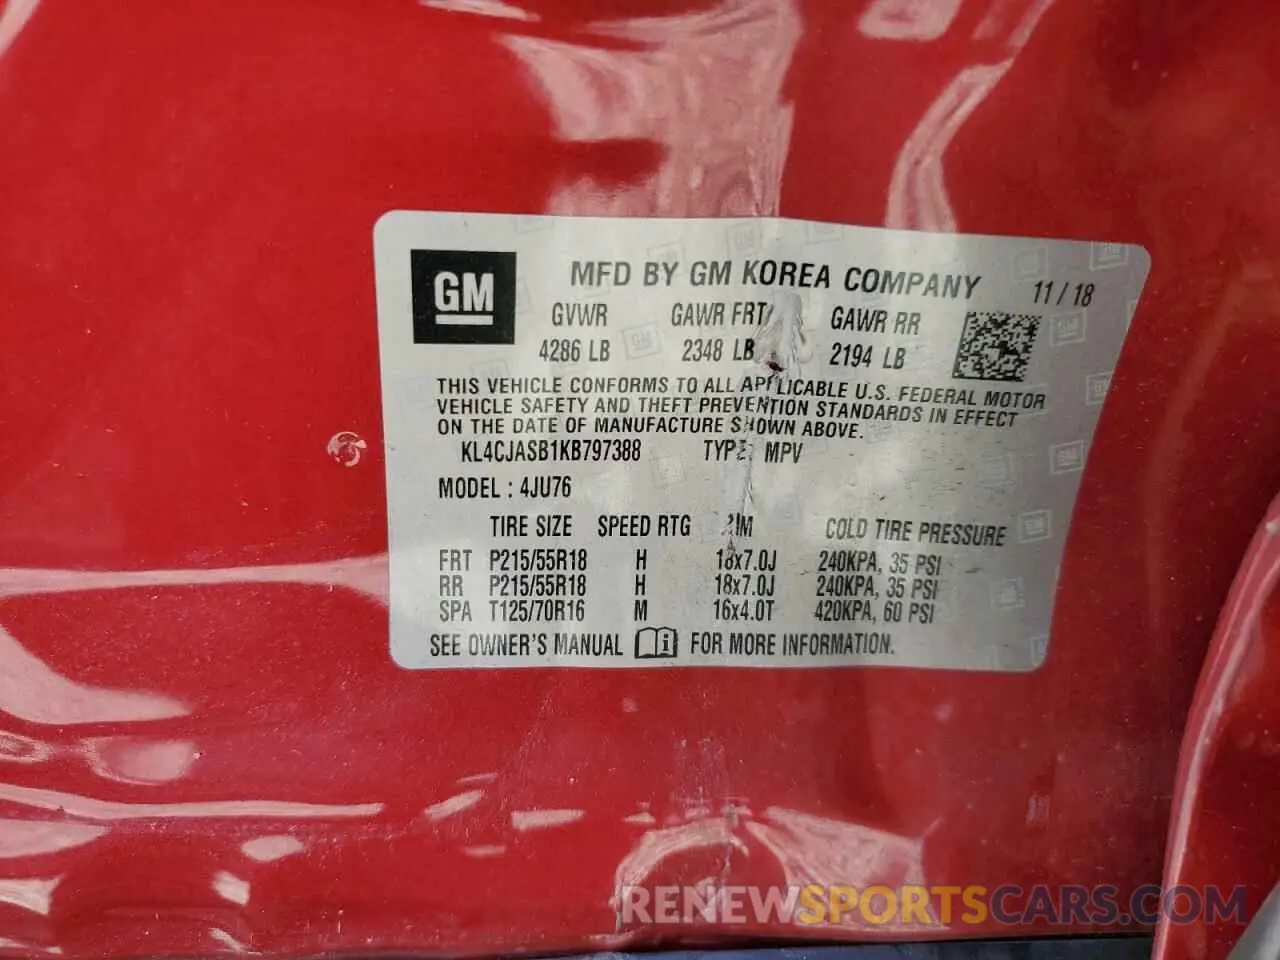 GM
MFD BY GM KOREA COMPANY 11/18
GVWR GAWR FRT GAWR RR
4286 LB 2348 LB 2194 LB
THIS VEHICLE CONFORMS TO ALL APPLICABLE U.S. FEDERAL MOTOR
VEHICLE SAFETY AND THEFT PREVENTION STANDARDS IN EFFECT
ON THE DATE OF MANUFACTURE SHOWN ABOVE.
KL4CJASB1KB797388 TYPE: MPV
MODEL : 4JU76
TIRE SIZE SPEED RTG RIM COLD TIRE PRESSURE
FRT P215/55R18 H 18x7.0J 240KPA, 35 PSI
RR P215/55R18 H 18x7.0J 240KPA, 35 PSI
SPA T125/70R16 M 16x4.0T 420KPA, 60 PSI
SEE OWNER'S MANUAL i FOR MORE INFORMATION.
RENEWSPORTSCARS.COM